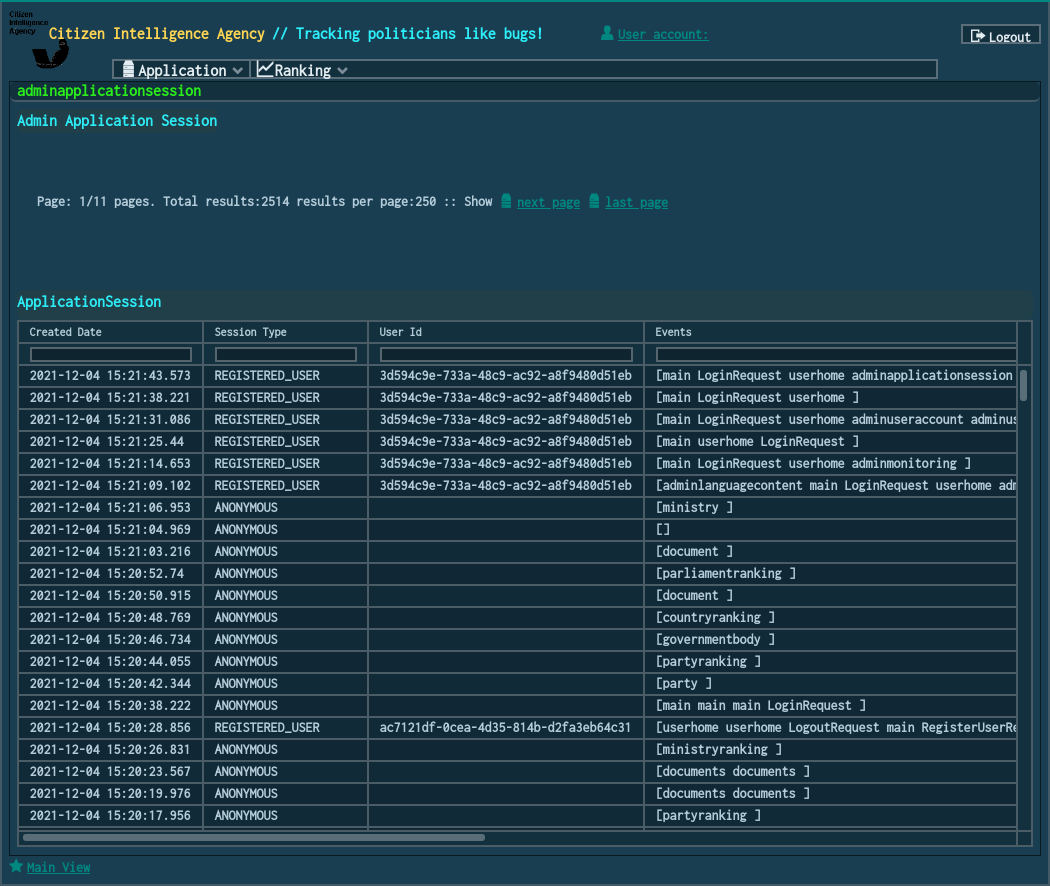 Citizen
Intelligence
Agency
Citizen Intelligence Agency // Tracking politicians like bugs!
User account:
Logout
Application
Ranking
adminapplicationsession
Admin Application Session
Page: 1/11 pages. Total results:2514 results per page:250 :: Show next page last page
ApplicationSession
Created Date Session Type User Id Events
2021-12-04 15:21:43.573 REGISTERED_USER 3d594c9e-733a-48c9-ac92-a8f9480d51eb [main LoginRequest userhome adminapplicationsession
2021-12-04 15:21:38.221 REGISTERED_USER 3d594c9e-733a-48c9-ac92-a8f9480d51eb [main LoginRequest userhome ]
2021-12-04 15:21:31.086 REGISTERED_USER 3d594c9e-733a-48c9-ac92-a8f9480d51eb [main LoginRequest userhome adminuseraccount adminus
2021-12-04 15:21:25.44 REGISTERED_USER 3d594c9e-733a-48c9-ac92-a8f9480d51eb [main userhome LoginRequest ]
2021-12-04 15:21:14.653 REGISTERED_USER 3d594c9e-733a-48c9-ac92-a8f9480d51eb [main LoginRequest userhome adminmonitoring ]
2021-12-04 15:21:09.102 REGISTERED_USER 3d594c9e-733a-48c9-ac92-a8f9480d51eb [adminlanguagecontent main LoginRequest userhome adm
2021-12-04 15:21:06.953 ANONYMOUS [ministry ]
2021-12-04 15:21:04.969 ANONYMOUS []
2021-12-04 15:21:03.216 ANONYMOUS [document ]
2021-12-04 15:20:52.74 ANONYMOUS [parliamentranking ]
2021-12-04 15:20:50.915 ANONYMOUS [document ]
2021-12-04 15:20:48.769 ANONYMOUS [countryranking ]
2021-12-04 15:20:46.734 ANONYMOUS [governmentbody ]
2021-12-04 15:20:44.055 ANONYMOUS [partyranking ]
2021-12-04 15:20:42.344 ANONYMOUS [party ]
2021-12-04 15:20:38.222 ANONYMOUS [main main main LoginRequest ]
2021-12-04 15:20:28.856 REGISTERED_USER ac7121df-0cea-4d35-814b-d2fa3eb64c31 [userhome userhome LogoutRequest main RegisterUserRe
2021-12-04 15:20:26.831 ANONYMOUS [ministryranking ]
2021-12-04 15:20:23.567 ANONYMOUS [documents documents ]
2021-12-04 15:20:19.976 ANONYMOUS [documents documents ]
2021-12-04 15:20:17.956 ANONYMOUS [partyranking ]
Main View